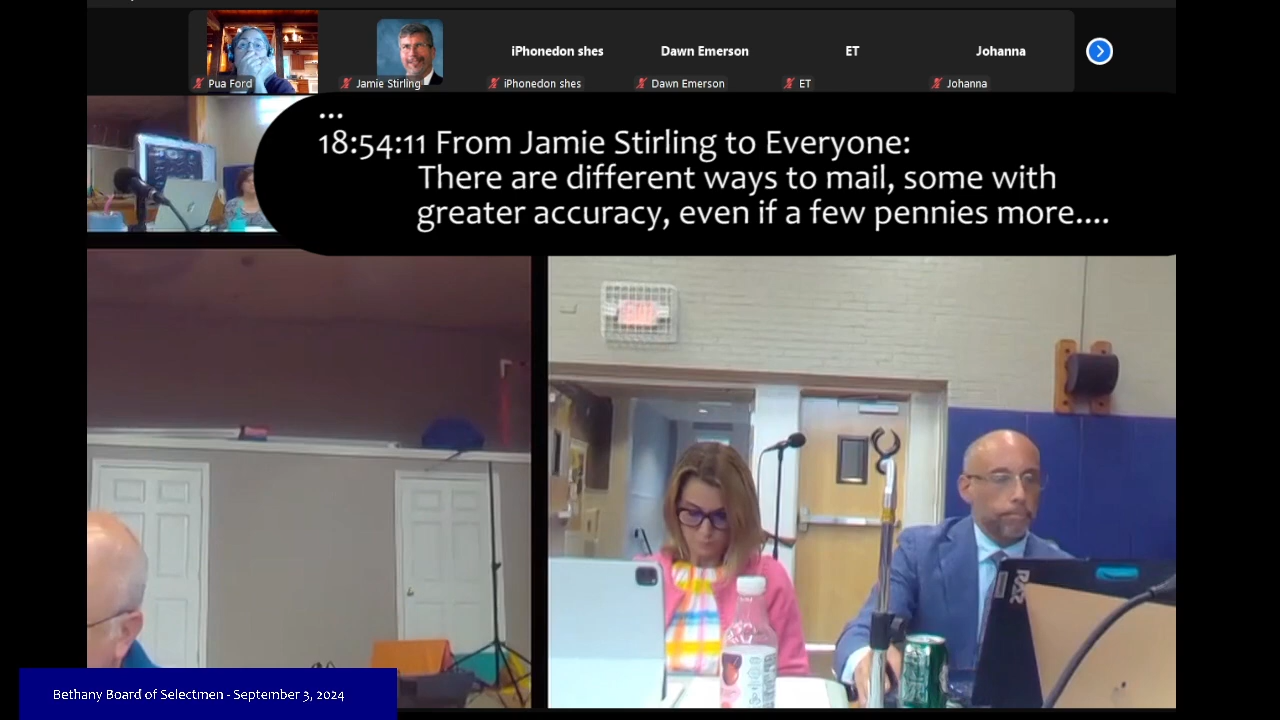 iPhonedon shes
Dawn Emerson
ET
Johanna
Pua Ford
Jamie Stirling
iPhonedon shes
Dawn Emerson
ET
Johanna
...
18:54:11 From Jamie Stirling to Everyone:
There are different ways to mail, some with
greater accuracy, even if a few pennies more....
EXIT
RAR
Bethany Board of Selectmen - September 3, 2024